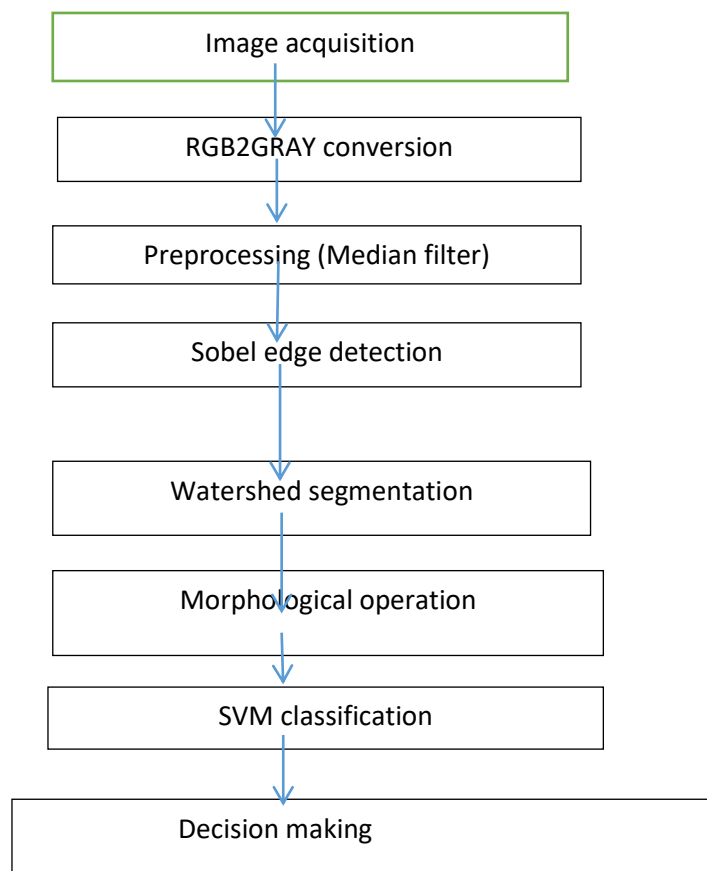 Image acquisition
RGB2GRAY conversion
Preprocessing (Median filter)
Sobel edge detection
Watershed segmentation
Morphological operation
SVM classification
Decision making